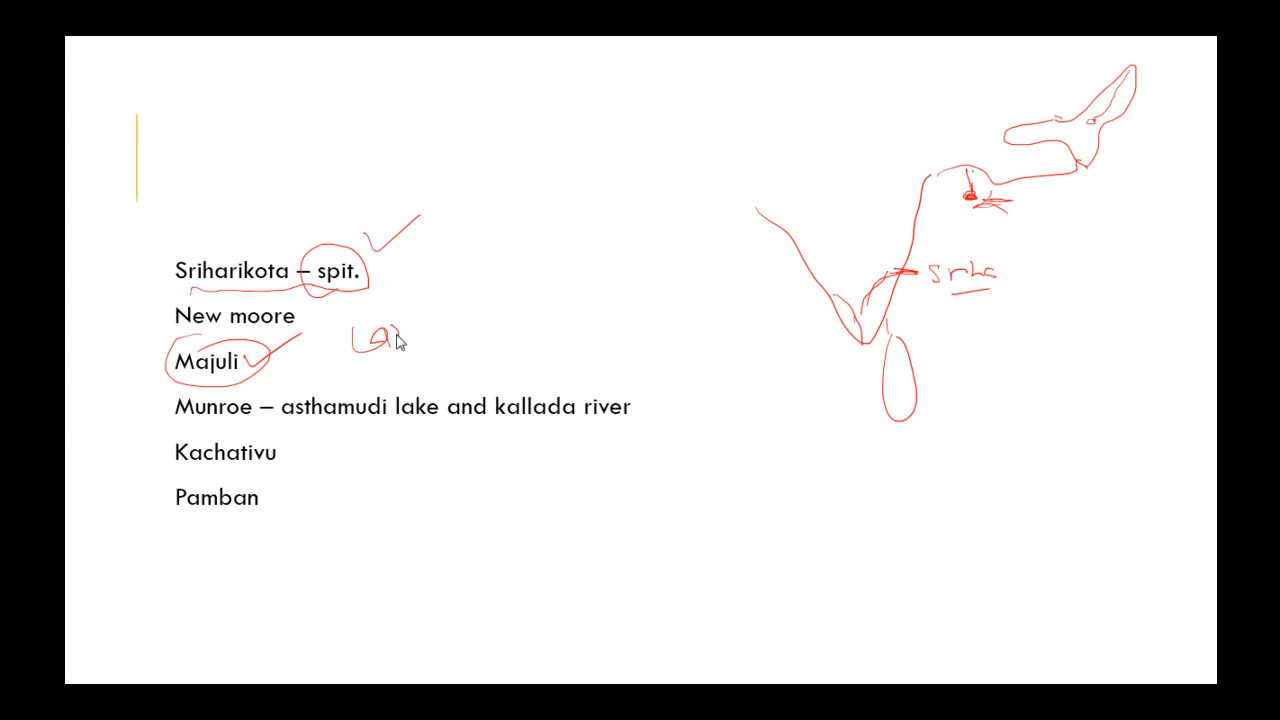 Sriharikota – spit.
New moore
Majuli
Munroe – asthamudi lake and kallada river
Kachativu
Pamban